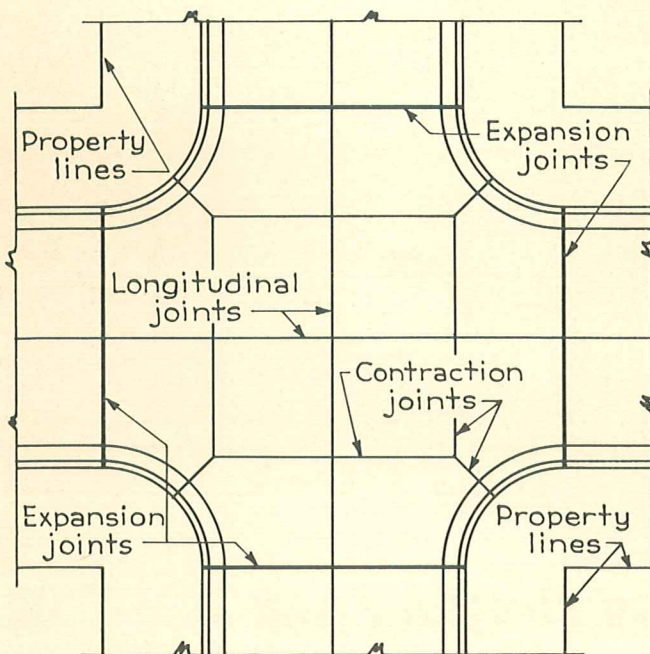 Property
lines
Expansion
joints
Longitudinal
joints
Contraction
joints
Expansion
joints
Property
lines